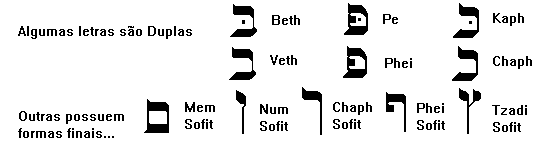 Algumas letras são Duplas
בּ Beth פּ Pe כּ Kaph
ב Veth פ Phei כ Chaph
Outras possuem
formas finais...
ם Mem
Sofit
ן Num
Sofit
ך Chaph
Sofit
ף Phei
Sofit
ץ Tzadi
Sofit